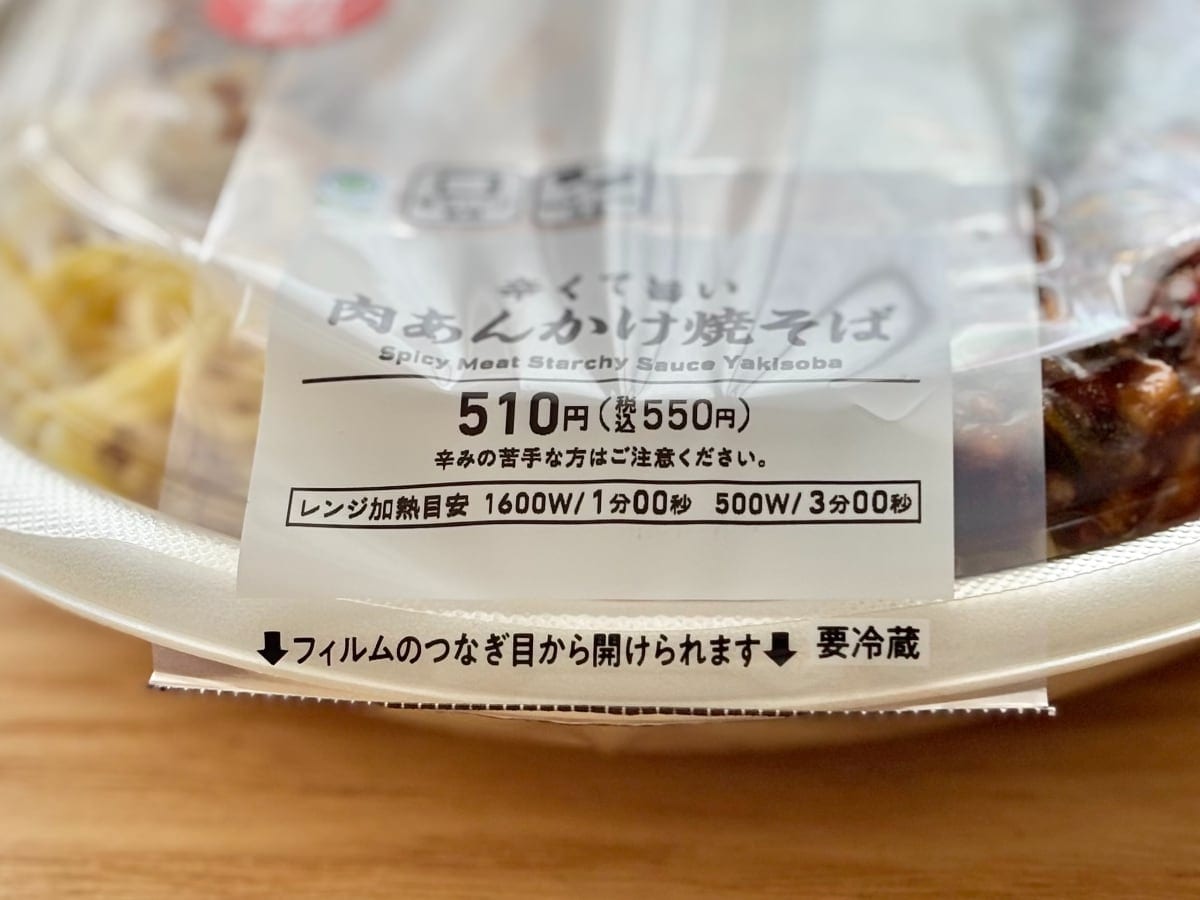 辛くて旨い
肉あんかけ焼そば
Spicy Meat Starchy Sauce Yakisoba
510円(税込550円)
辛みの苦手な方はご注意ください。
レンジ加熱目安 1600W/1分00秒 500W/3分00秒
⬇フィルムのつなぎ目から開けられます⬇ 要冷蔵